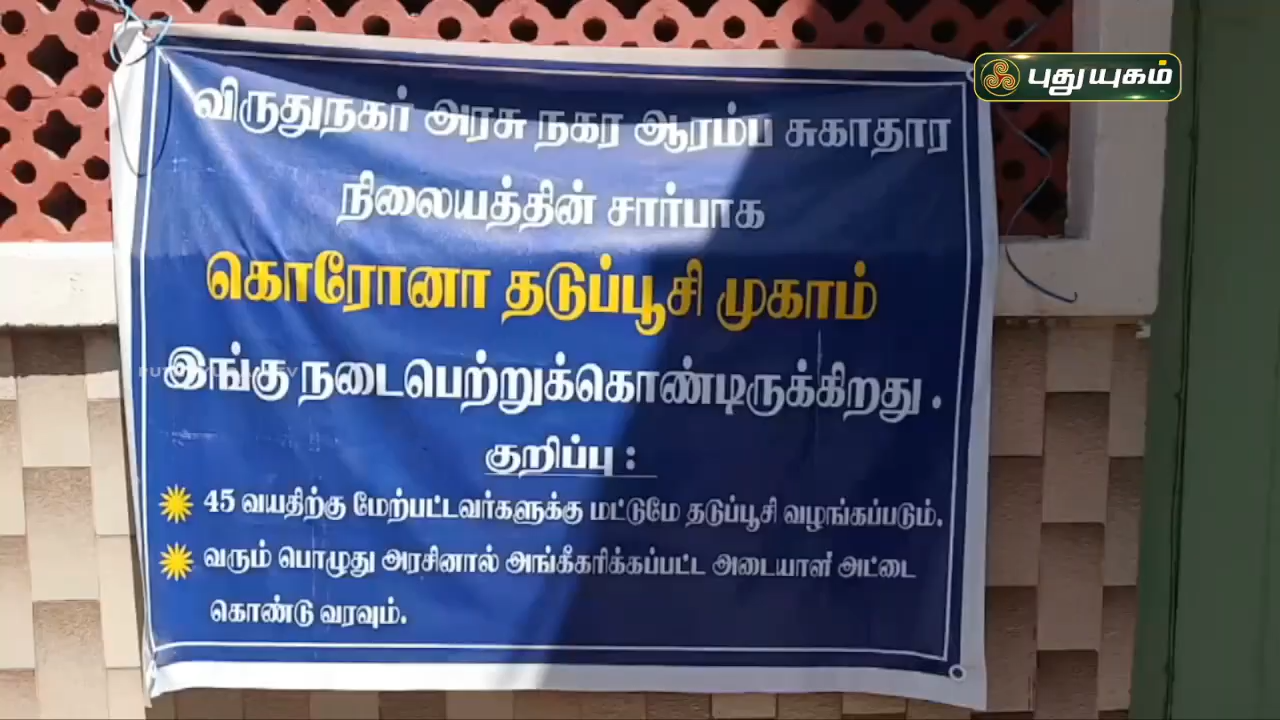 புதுயுகம்
விருதுநகர் அரசு நகர ஆரம்ப சுகாதார
நிலையத்தின் சார்பாக
கொரோனா தடுப்பூசி முகாம்
இங்கு நடைபெற்றுக்கொண்டிருக்கிறது .
குறிப்பு :
45 வயதிற்கு மேற்பட்டவர்களுக்கு மட்டுமே தடுப்பூசி வழங்கப்படும்.
வரும் பொழுது அரசினால் அங்கீகரிக்கப்பட்ட அடையாள அட்டை
கொண்டு வரவும்.